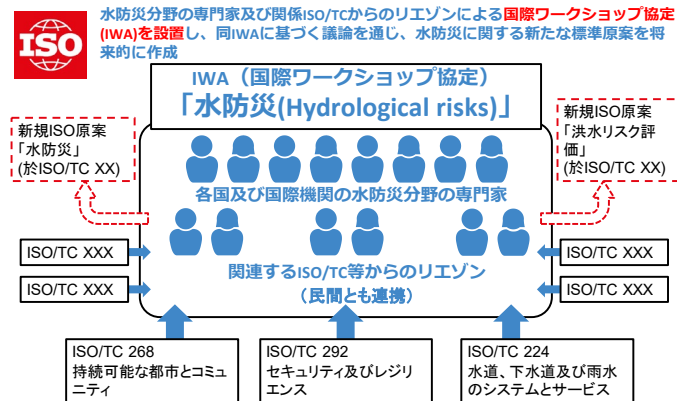 ISO
水防災分野の専門家及び関係ISO/TCからのリエゾンによる国際ワークショップ協定
(IWA)を設置し、同IWAに基づく議論を通じ、水防災に関する新たな標準原案を将
来的に作成
IWA（国際ワークショップ協定）
「水防災(Hydrological risks)」
新規ISO原案
「水防災」
(於ISO/TC XX)
新規ISO原案
「洪水リスク評
価」
(於ISO/TC XX)
各国及び国際機関の水防災分野の専門家
ISO/TC XXX
ISO/TC XXX
関連するISO/TC等からのリエゾン
（民間とも連携）
ISO/TC XXX
ISO/TC XXX
ISO/TC 268
持続可能な都市とコミュ
ニティ
ISO/TC 292
セキュリティ及びレジリ
エンス
ISO/TC 224
水道、下水道及び雨水
のシステムとサービス